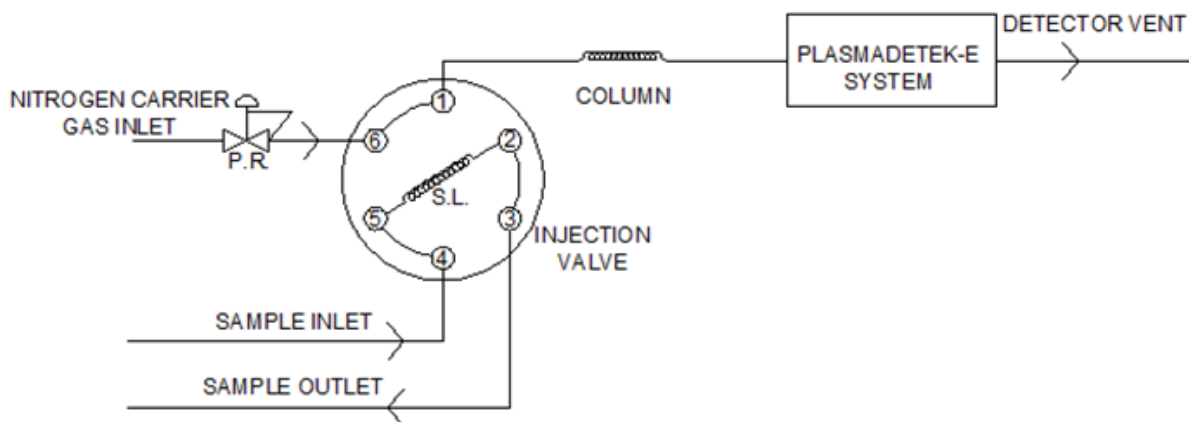 DETECTOR VENT
PLASMADETEK-E
SYSTEM
COLUMN
NITROGEN CARRIER
GAS INLET
P.R.
1
6
2
S.L.
5
3
4
INJECTION
VALVE
SAMPLE INLET
SAMPLE OUTLET